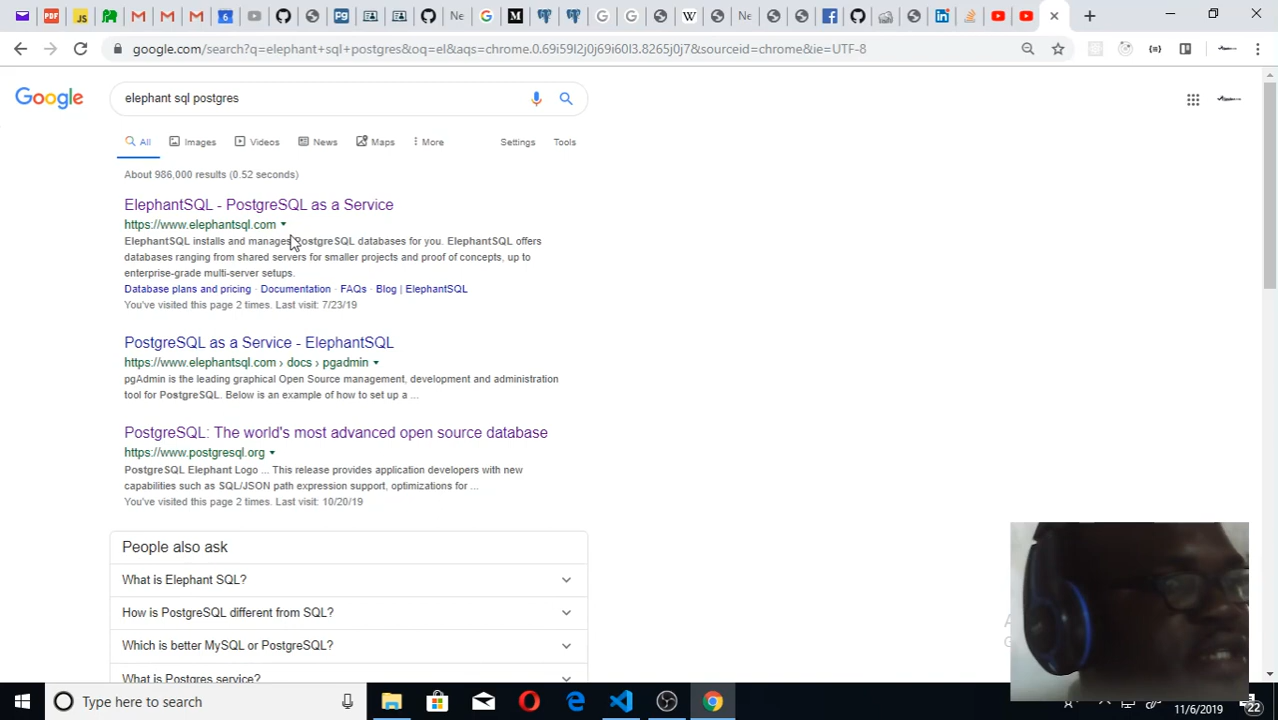 Ne
Ne
google.com/search?q=elephant+sql+postgres&oq=el&aqs=chrome.0.69i59l2j0j69i60l3.8265j0j7&sourceid=chrome&ie=UTF-8
Google
elephant sql postgres
All Images Videos News Maps More Settings Tools
About 986,000 results (0.52 seconds)
ElephantSQL - PostgreSQL as a Service
https://www.elephantsql.com
ElephantSQL installs and manages PostgreSQL databases for you. ElephantSQL offers
databases ranging from shared servers for smaller projects and proof of concepts, up to
enterprise-grade multi-server setups.
Database plans and pricing · Documentation · FAQs · Blog | ElephantSQL
You've visited this page 2 times. Last visit: 7/23/19
PostgreSQL as a Service - ElephantSQL
https://www.elephantsql.com › docs › pgadmin
pgAdmin is the leading graphical Open Source management, development and administration
tool for PostgreSQL. Below is an example of how to set up a ...
PostgreSQL: The world's most advanced open source database
https://www.postgresql.org
PostgreSQL Elephant Logo ... This release provides application developers with new
capabilities such as SQL/JSON path expression support, optimizations for ...
You've visited this page 2 times. Last visit: 10/20/19
People also ask
What is Elephant SQL?
How is PostgreSQL different from SQL?
Which is better MySQL or PostgreSQL?
What is Postgres service?
Type here to search
11/6/2019
22